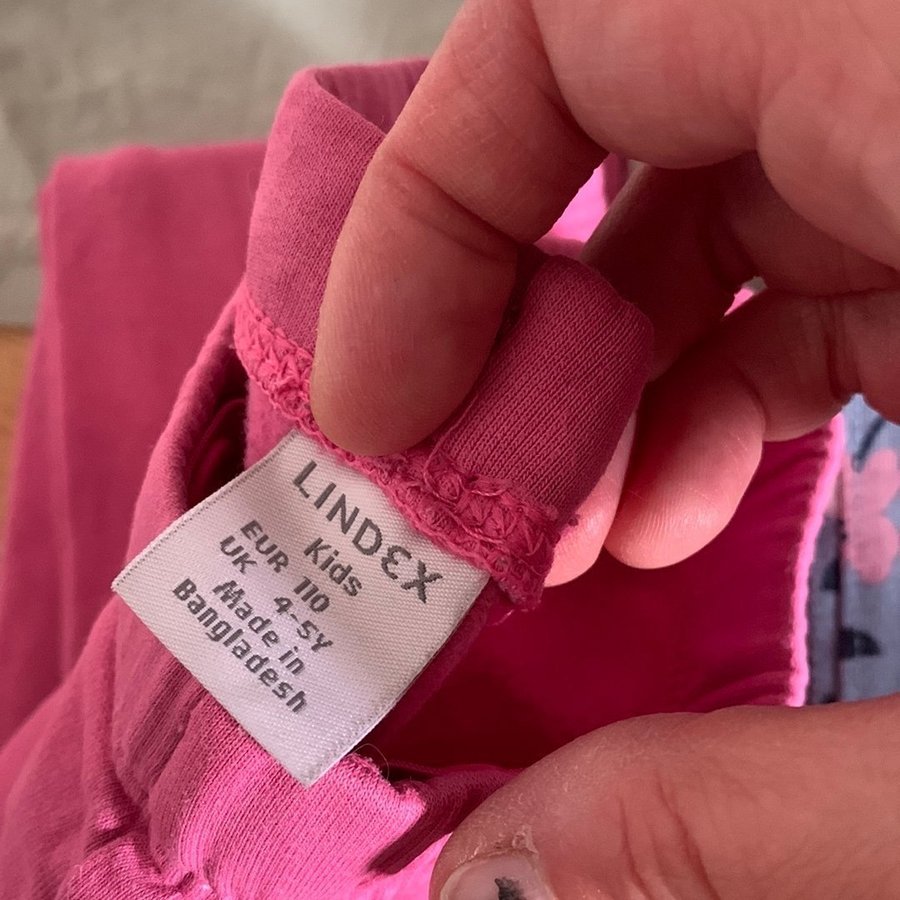 LINDEX
Kids
EUR 110
UK 4-5Y
Made in
Bangladesh